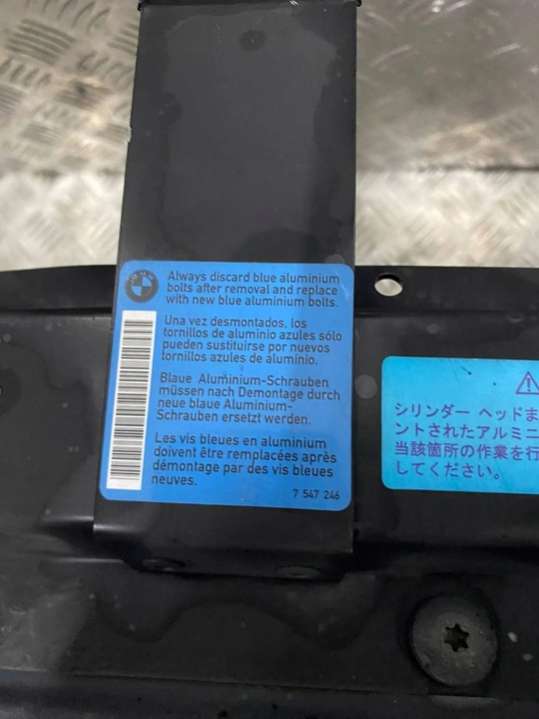 Always discard blue aluminium
bolts after removal and replace
with new blue aluminium bolts.
Una vez desmontados, los
tornillos de aluminio azules sólo
pueden sustituirse por nuevos
tornillos azules de aluminio.
Blaue Aluminium-Schrauben
müssen nach Demontage durch
neue blaue Aluminium-
Schrauben ersetzt werden.
Les vis bleues en aluminium
doivent être remplacées après
démontage par des vis bleues
neuves.
7 547 246
シリンダー ヘッドま
ントされたアルミニ
当該箇所の作業を行
してください。